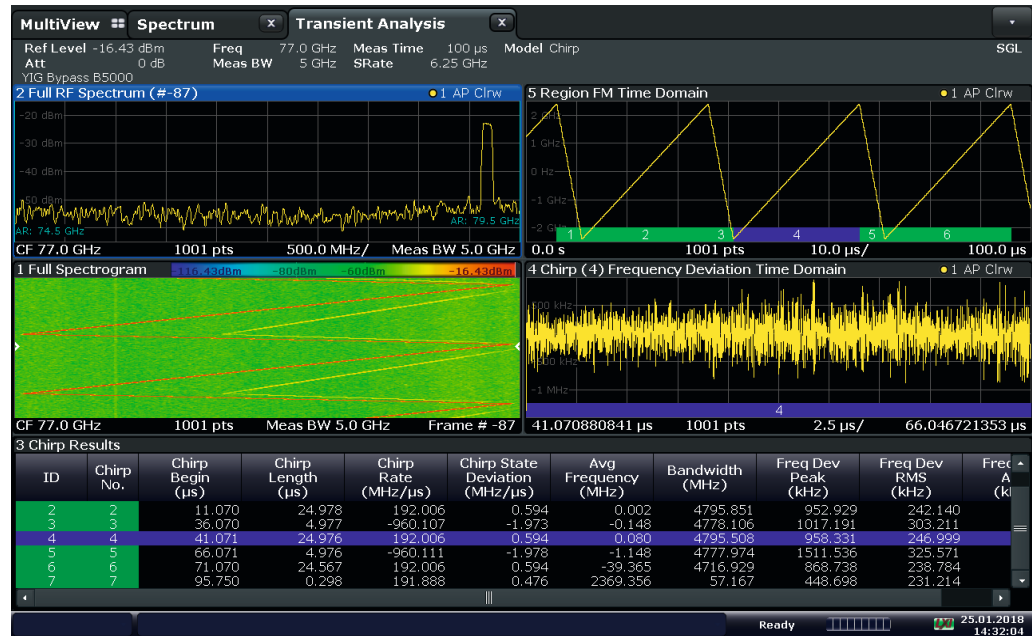 MultiView Spectrum X Transient Analysis X
Ref Level -16.43 dBm Freq 77.0 GHz Meas Time 100 µs Model Chirp SGL
Att 0 dB Meas BW 5 GHz SRate 6.25 GHz
YIG Bypass B5000
2 Full RF Spectrum (#-87) 1 AP Clrw
-20 dBm
-30 dBm
-40 dBm
-50 dBm
AR: 74.5 GHz AR: 79.5 GHz
CF 77.0 GHz 1001 pts 500.0 MHz/ Meas BW 5.0 GHz
5 Region FM Time Domain 1 AP Clrw
2 GHz
1 GHz
0 Hz
-1 GHz
-2 GHz
1 2 3 4 5 6
0.0 s 1001 pts 10.0 µs/ 100.0 µs
1 Full Spectrogram -116.43dBm -80dBm -60dBm -16.43dBm
CF 77.0 GHz 1001 pts Meas BW 5.0 GHz Frame # -87
4 Chirp (4) Frequency Deviation Time Domain 1 AP Clrw
500 kHz
-500 kHz
-1 MHz
4
41.070880841 µs 1001 pts 2.5 µs/ 66.046721353 µs
3 Chirp Results
ID Chirp No. Chirp Begin (µs) Chirp Length (µs) Chirp Rate (MHz/µs) Chirp State Deviation (MHz/µs) Avg Frequency (MHz) Bandwidth (MHz) Freq Dev Peak (kHz) Freq Dev RMS (kHz)
2 2 11.070 24.978 192.006 0.594 0.002 4795.851 952.929 242.140
3 3 36.070 4.977 -960.107 -1.973 -0.148 4778.106 1017.191 303.211
4 4 41.071 24.976 192.006 0.594 0.080 4795.508 958.331 246.999
5 5 66.071 4.976 -960.111 -1.978 -1.148 4777.974 1511.536 325.571
6 6 71.070 24.567 192.006 0.594 -39.365 4716.929 868.738 238.784
7 7 95.750 0.298 191.888 0.476 2369.356 57.167 448.698 231.214
Ready 25.01.2018
14:32:04